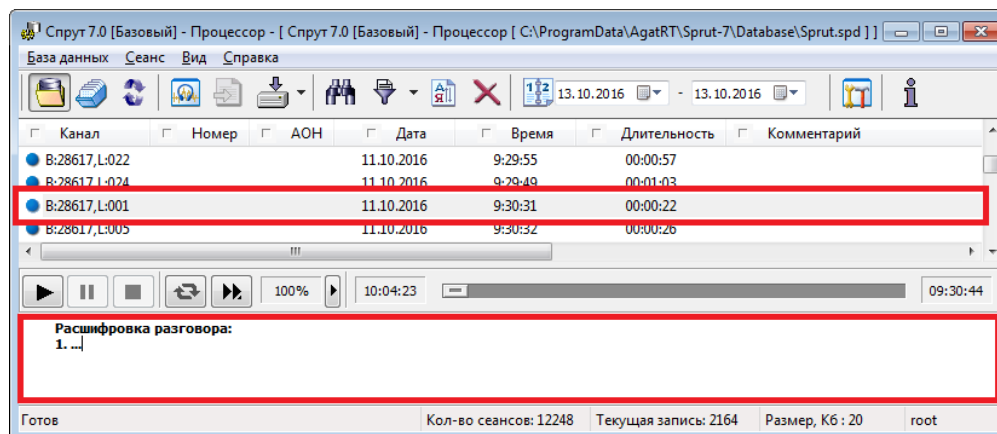 Спрут 7.0 [Базовый] - Процессор - [ Спрут 7.0 [Базовый] - Процессор [ C:\ProgramData\AgatRT\Sprut-7\Database\Sprut.spd ] ]
База данных Сеанс Вид Справка
13.10.2016 - 13.10.2016
Канал Номер АОН Дата Время Длительность Комментарий
B:28617,L:022 11.10.2016 9:29:55 00:00:57
B:28617,L:024 11.10.2016 9:29:49 00:01:03
B:28617,L:001 11.10.2016 9:30:31 00:00:22
B:28617,L:005 11.10.2016 9:30:32 00:00:26
100% 10:04:23 09:30:44
Расшифровка разговора:
1. ...
Готов Кол-во сеансов: 12248 Текущая запись: 2164 Размер, Кб : 20 root